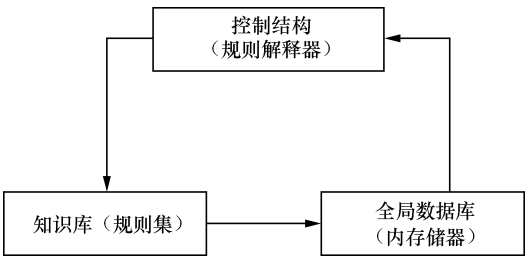 控制结构
（规则解释器）
知识库（规则集）
全局数据库
（内存储器）